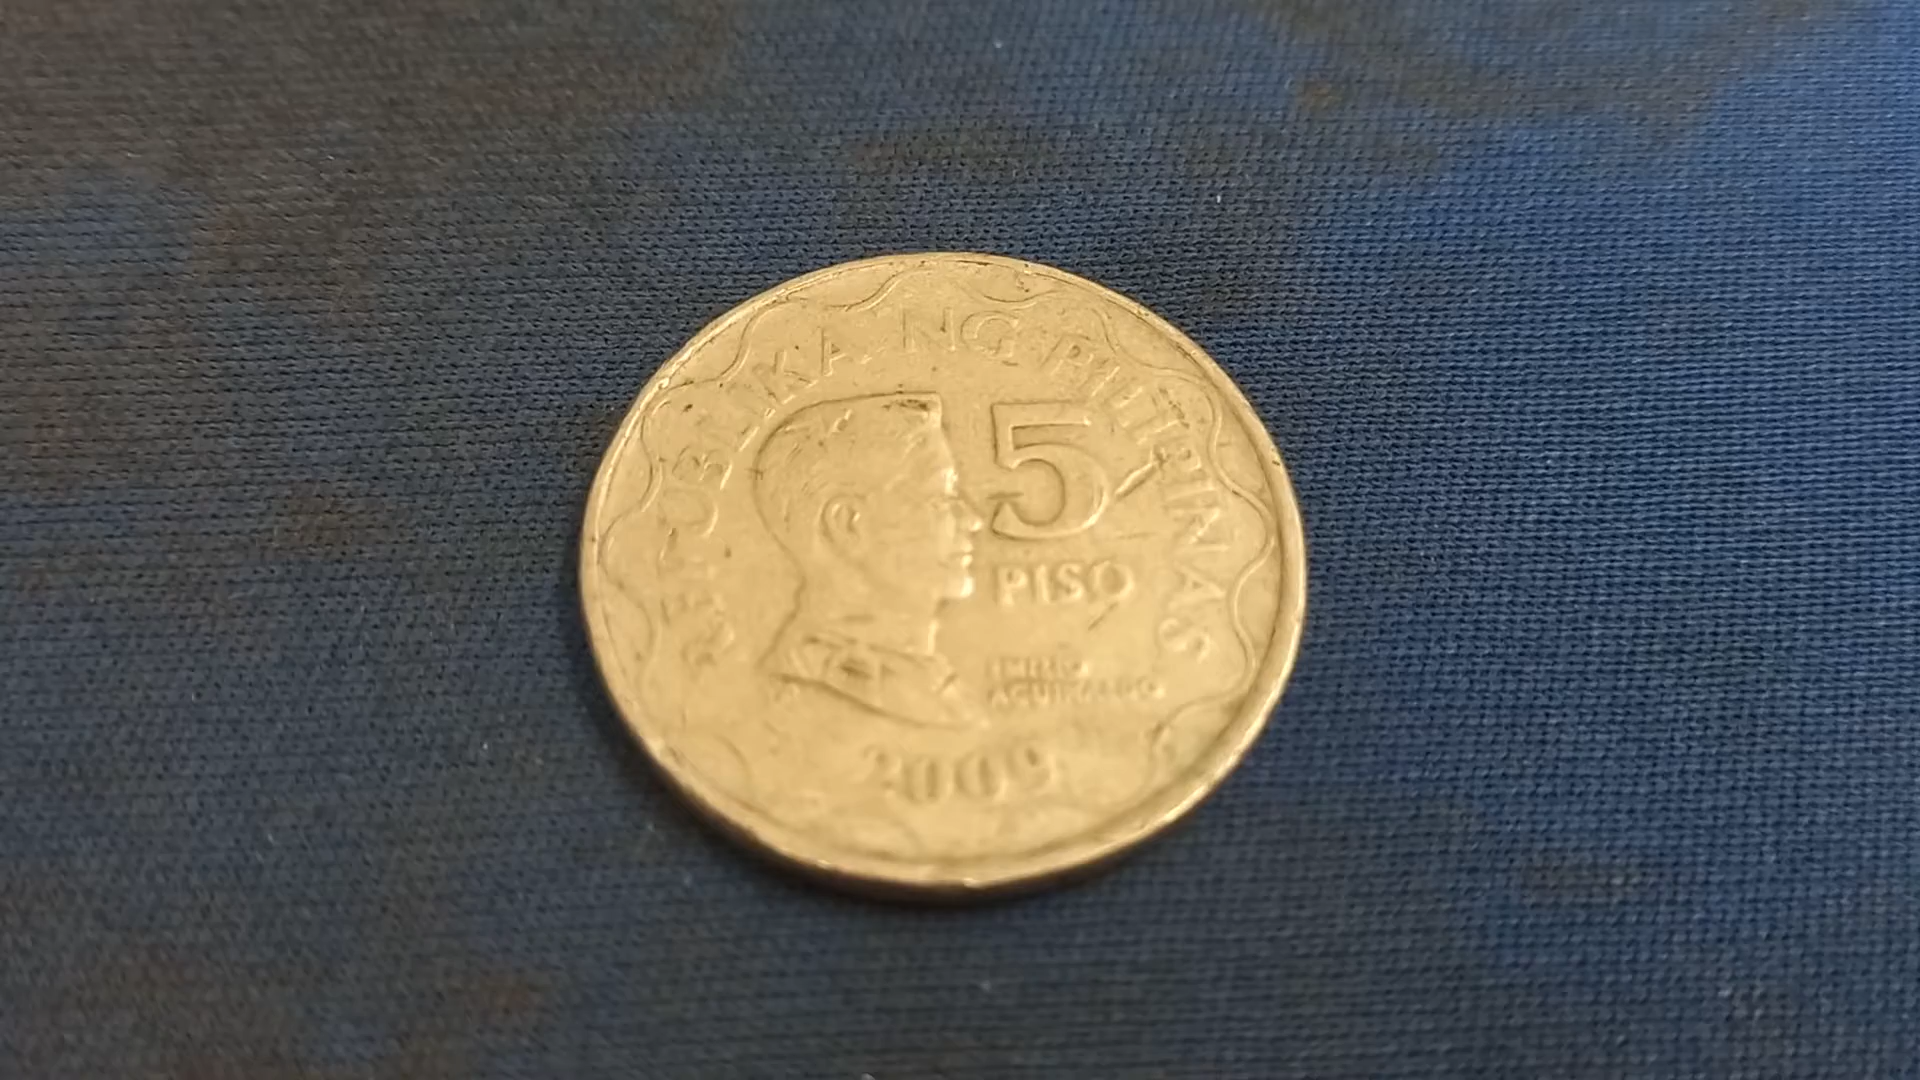 REPUBLIKA NG PILIPINAS
5
PISO
EMILIO
AGUINALDO
2009